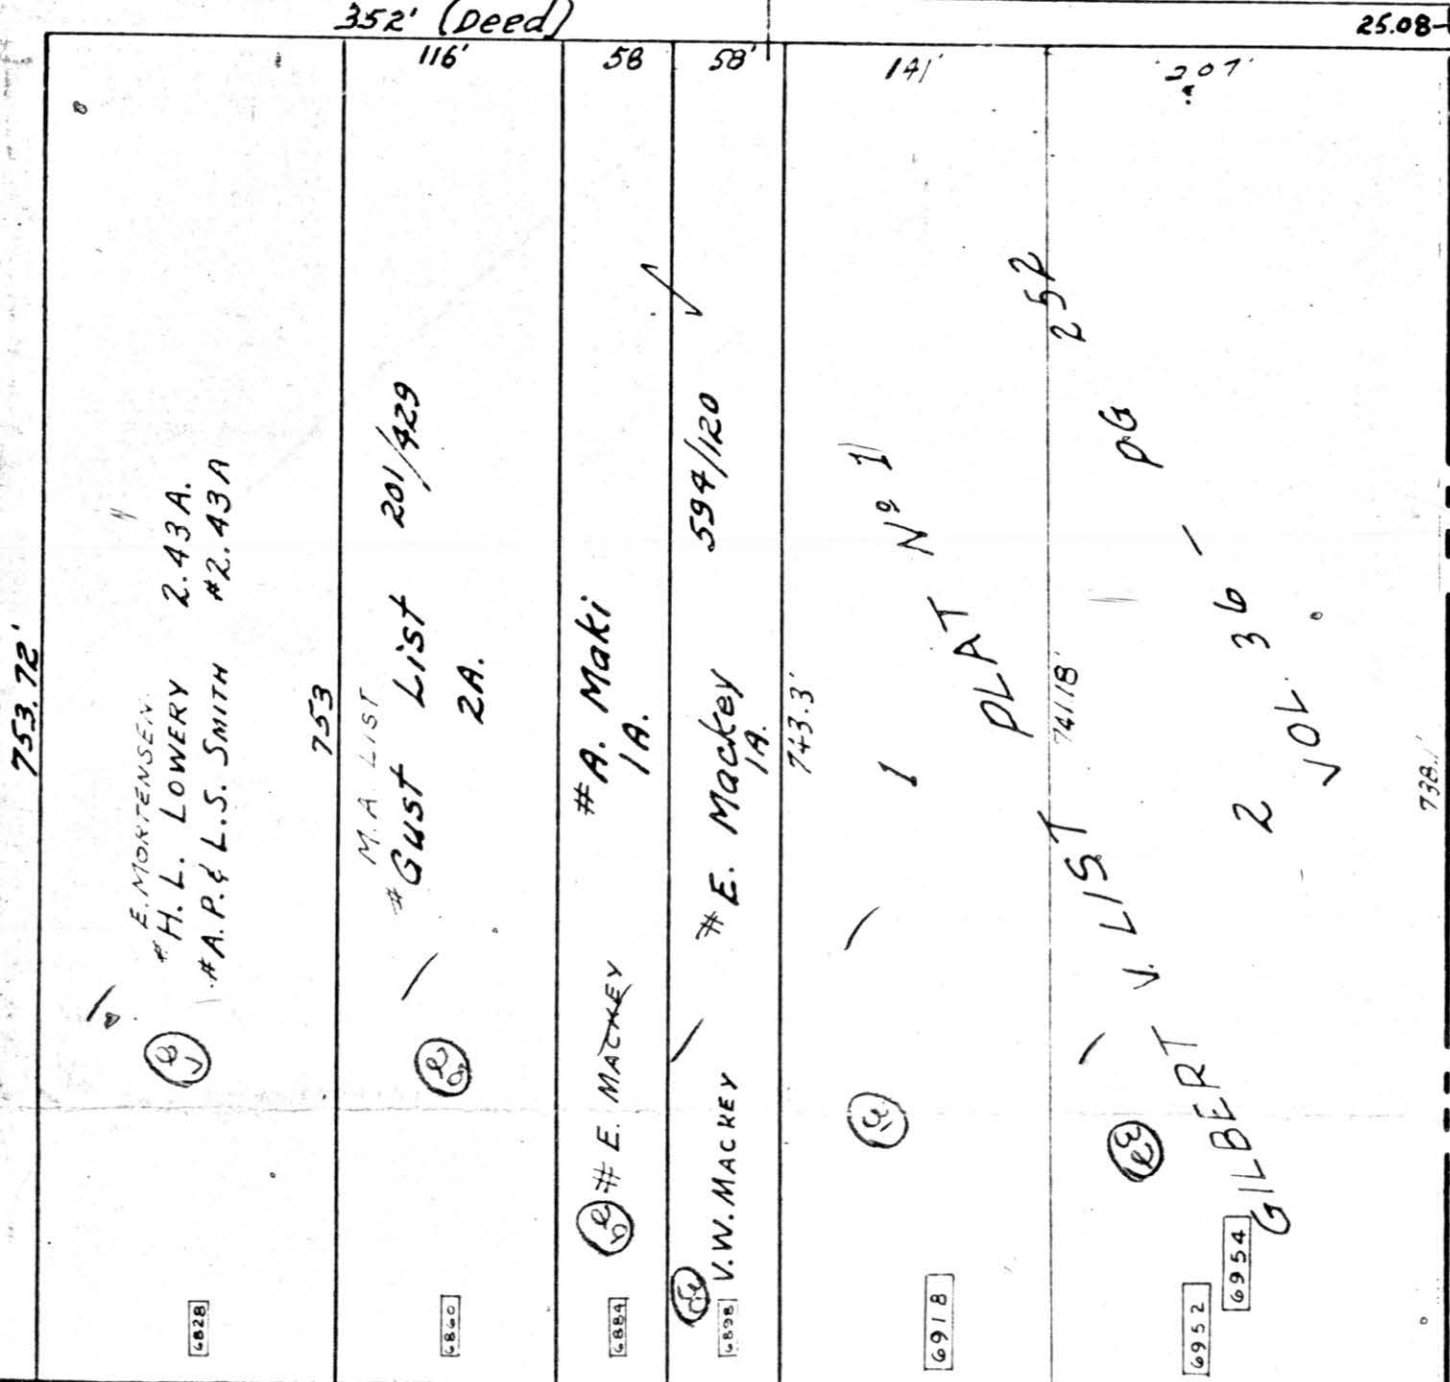 352' (Deed)
25.08-
116'
58
58'
141'
207'
753.72'
E. MORTENSEN
# H. L. LOWERY 2.43A.
# A. P. & L. S. SMITH #2.43A
6828
753
M. A. LIST
# Gust List 201/429
2A.
6860
# A. Maki
1A.
# E. MACKEY
6884
# E. Mackey 594/120
1A.
V. W. MACKEY
6898
743.3'
1
6918
741.18'
GILBERT V. LIST PLAT Nº 1
2
VOL. 36 - PG 252
6952
6954
738.1'